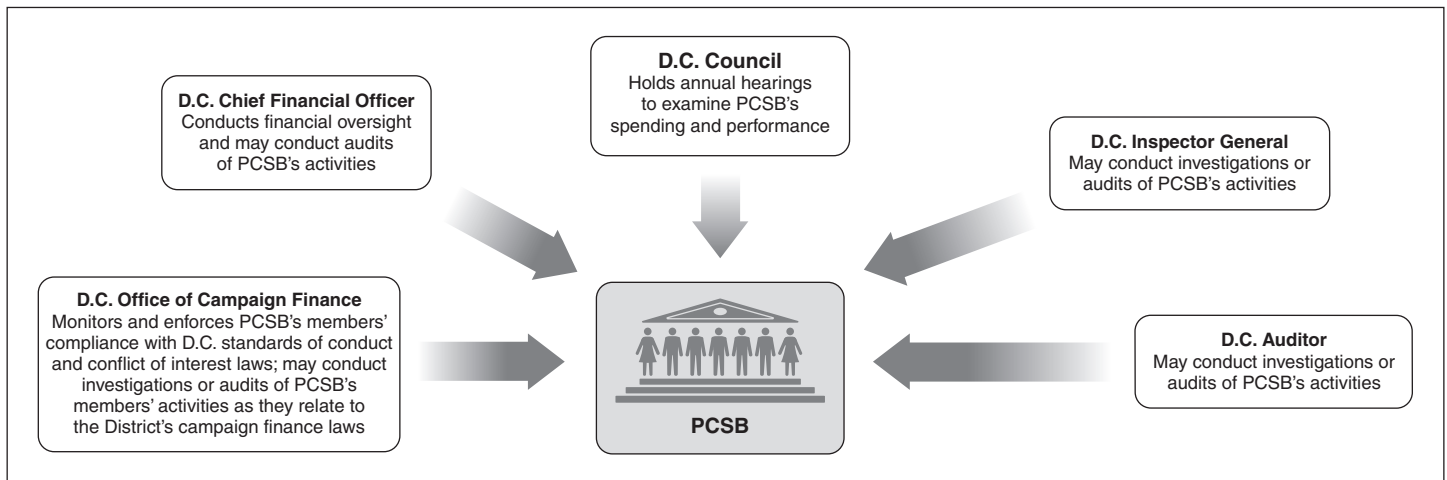 D.C. Council
Holds annual hearings
to examine PCSB's
spending and performance
D.C. Chief Financial Officer
Conducts financial oversight
and may conduct audits
of PCSB's activities
D.C. Inspector General
May conduct investigations or
audits of PCSB's activities
D.C. Office of Campaign Finance
Monitors and enforces PCSB's members'
compliance with D.C. standards of conduct
and conflict of interest laws; may conduct
investigations or audits of PCSB's
members' activities as they relate to
the District's campaign finance laws
D.C. Auditor
May conduct investigations or
audits of PCSB's activities
PCSB